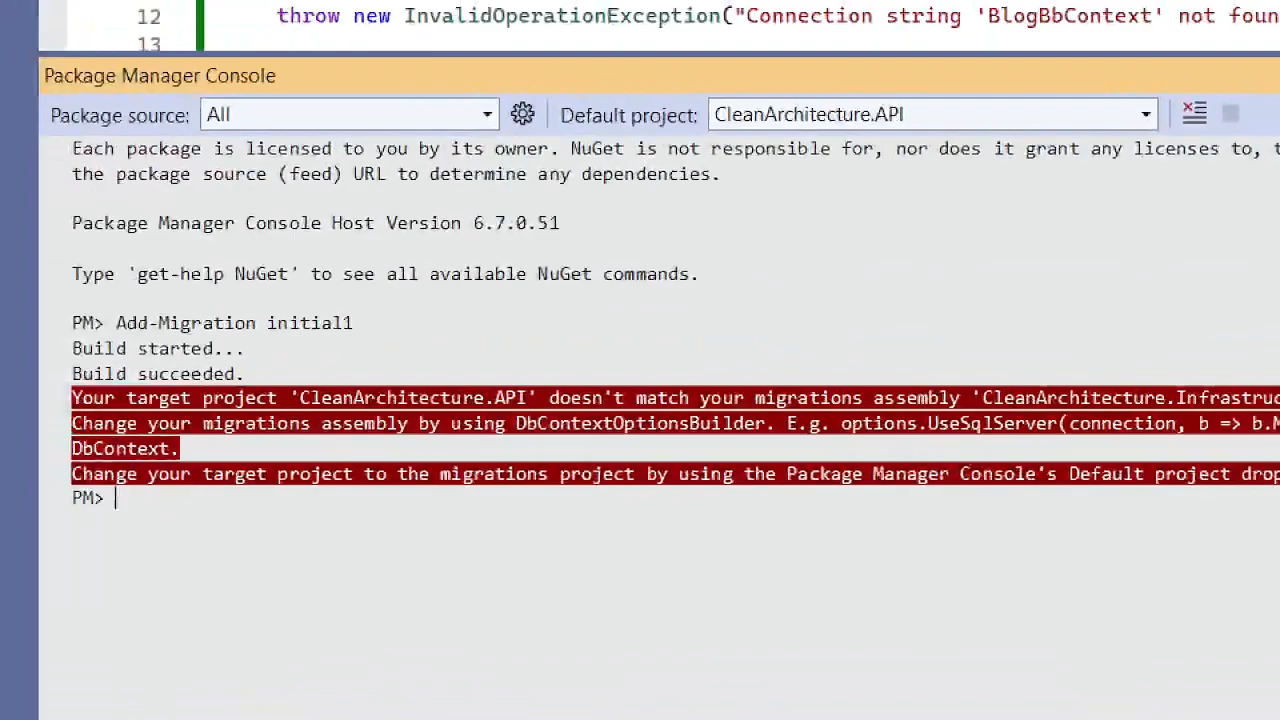 12 throw new InvalidOperationException("Connection string 'BlogBbContext' not foun
13
Package Manager Console
Package source: All Default project: CleanArchitecture.API
Each package is licensed to you by its owner. NuGet is not responsible for, nor does it grant any licenses to, t
the package source (feed) URL to determine any dependencies.
Package Manager Console Host Version 6.7.0.51
Type 'get-help NuGet' to see all available NuGet commands.
PM> Add-Migration initial1
Build started...
Build succeeded.
Your target project 'CleanArchitecture.API' doesn't match your migrations assembly 'CleanArchitecture.Infrastruc
Change your migrations assembly by using DbContextOptionsBuilder. E.g. options.UseSqlServer(connection, b => b.M
DbContext.
Change your target project to the migrations project by using the Package Manager Console's Default project drop
PM>